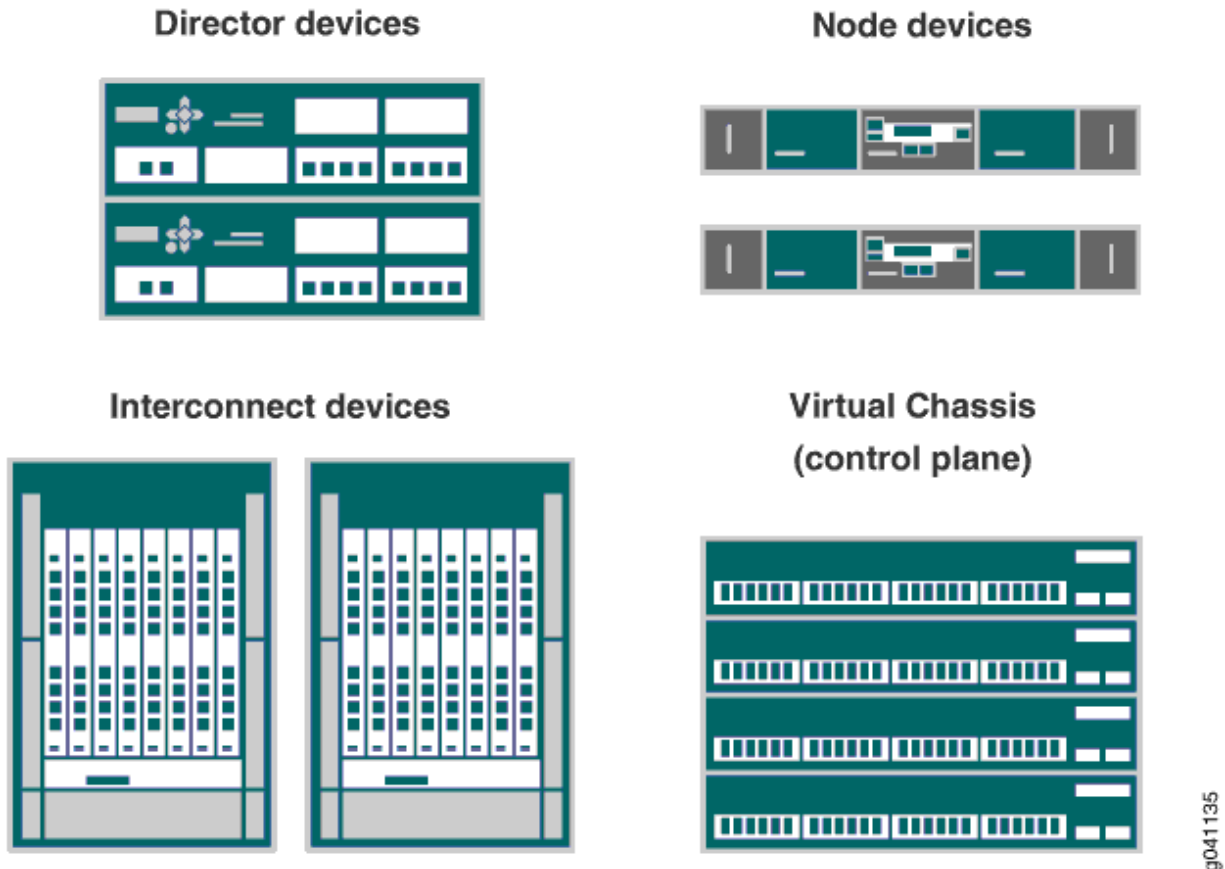 Director devices
Node devices
Interconnect devices
Virtual Chassis
(control plane)
g041135